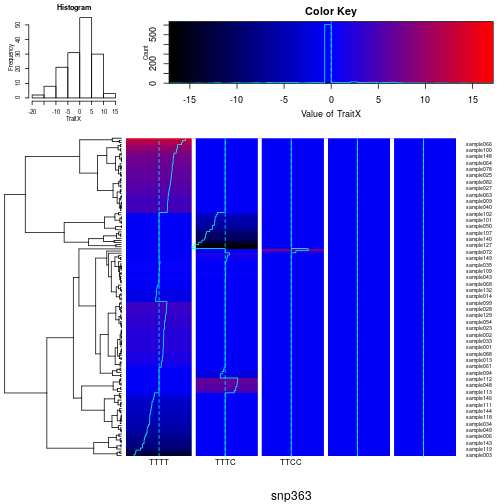 Histogram
Frequency
0 10 20 30 40 50
-20 -10 -5 0 5 10 15
TraitX
Color Key
Count
0 200 500
-15 -10 -5 0 5 10 15
Value of TraitX
sample066
sample100
sample148
sample064
sample078
sample025
sample082
sample027
sample063
sample009
sample040
sample102
sample101
sample050
sample107
sample140
sample127
sample072
sample149
sample035
sample109
sample043
sample068
sample132
sample014
sample099
sample028
sample129
sample054
sample023
sample002
sample033
sample001
sample088
sample013
sample061
sample094
sample112
sample048
sample113
sample146
sample111
sample144
sample118
sample034
sample049
sample006
sample143
sample119
sample003
TTTT TTTC TTCC
snp363